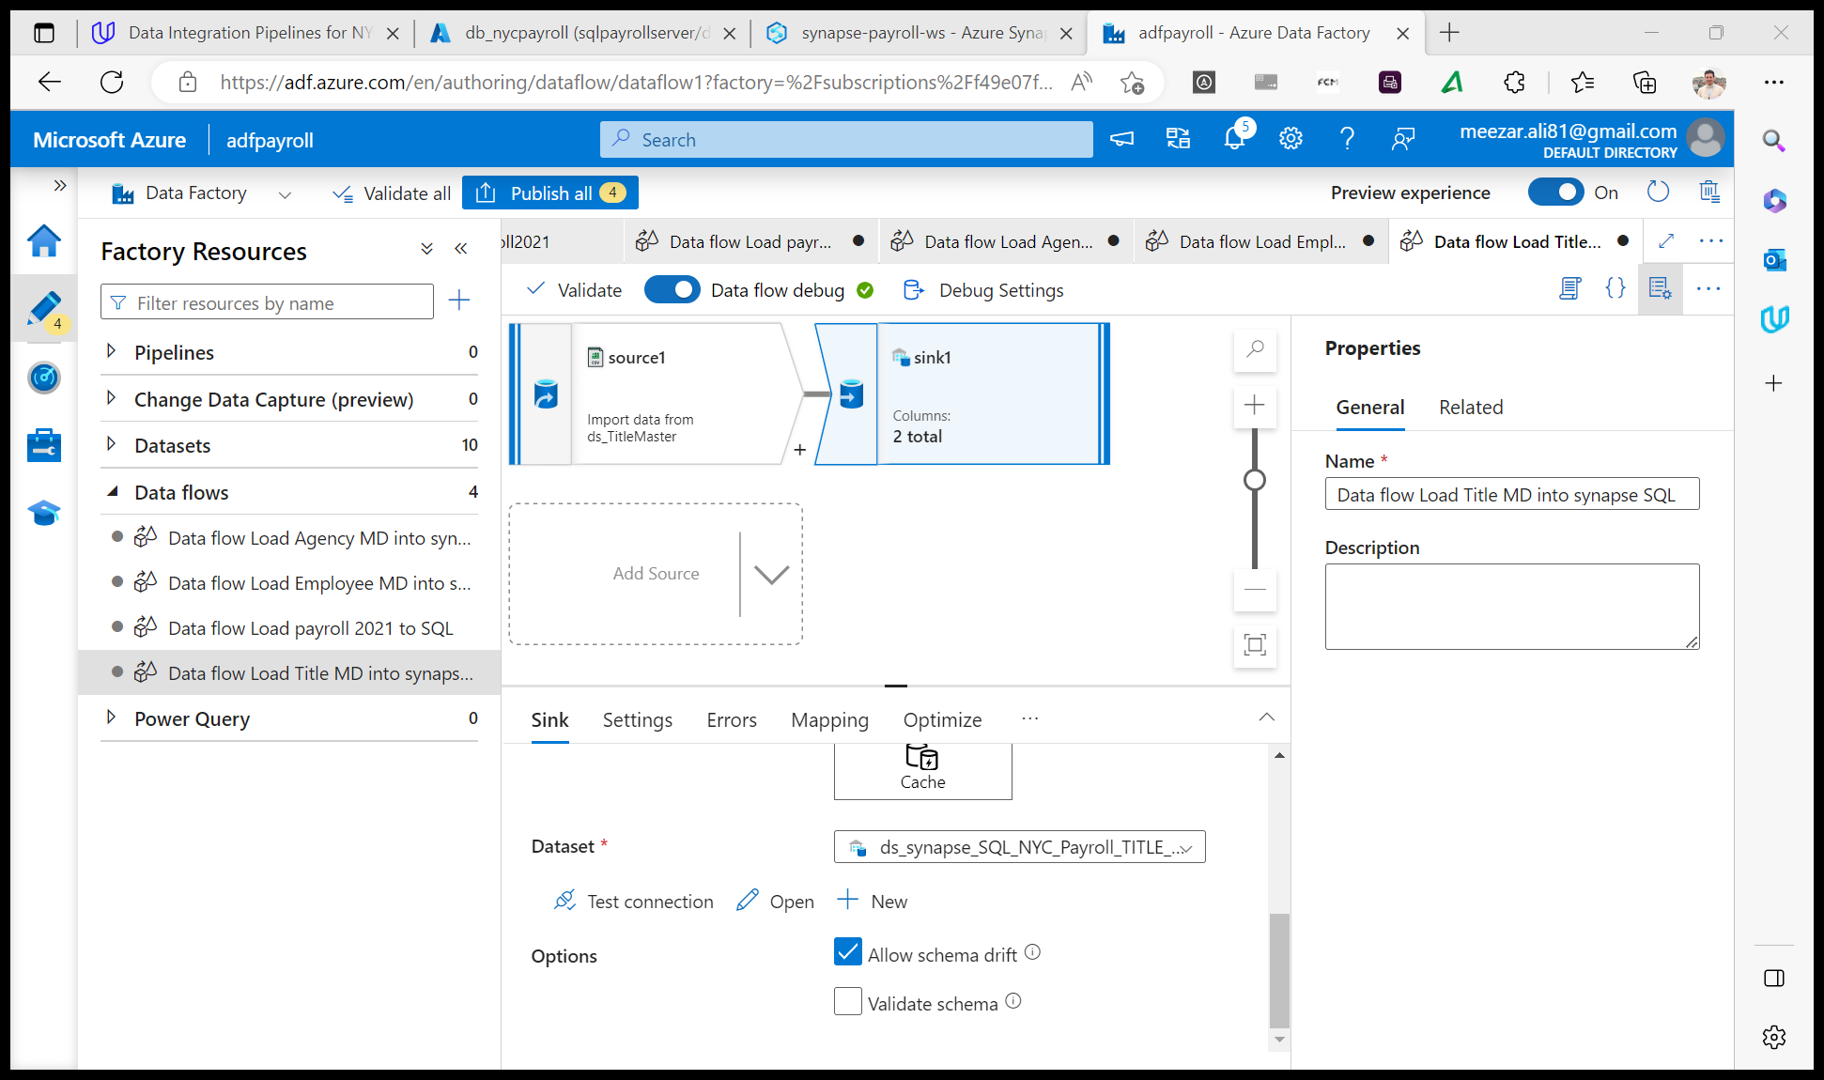 Data Integration Pipelines for NY
db_nycpayroll (sqlpayrollserver/d
synapse-payroll-ws - Azure Syna
adfpayroll - Azure Data Factory
https://adf.azure.com/en/authoring/dataflow/dataflow1?factory=%2Fsubscriptions%2Ff49e07f...
FCM
Microsoft Azure
adfpayroll
Search
5
meezar.ali81@gmail.com
DEFAULT DIRECTORY
Data Factory
Validate all
Publish all 4
Preview experience
On
Factory Resources
oll2021
Data flow Load payr...
Data flow Load Agen...
Data flow Load Empl...
Data flow Load Title...
Validate
Data flow debug
Debug Settings
Filter resources by name
4
Pipelines 0
Change Data Capture (preview) 0
Datasets 10
Data flows 4
Data flow Load Agency MD into syn...
Data flow Load Employee MD into s...
Data flow Load payroll 2021 to SQL
Data flow Load Title MD into synaps...
Power Query 0
source1
Import data from
ds_TitleMaster
sink1
Columns:
2 total
Add Source
Properties
General
Related
Name *
Data flow Load Title MD into synapse SQL
Description
Sink
Settings
Errors
Mapping
Optimize
Cache
Dataset *
ds_synapse_SQL_NYC_Payroll_TITLE_...
Test connection
Open
New
Options
Allow schema drift
Validate schema